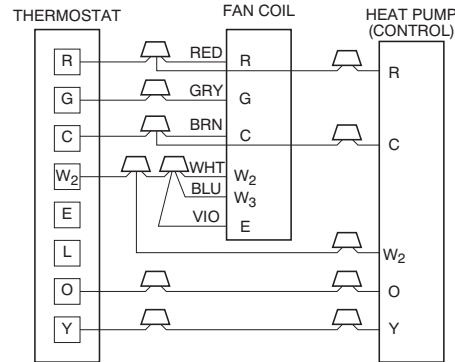 THERMOSTAT
FAN COIL
HEAT PUMP
(CONTROL)
R
RED
R
R
G
GRY
G
C
BRN
C
C
W2
WHT
W2
BLU
W3
E
VIO
E
L
W2
O
O
Y
Y